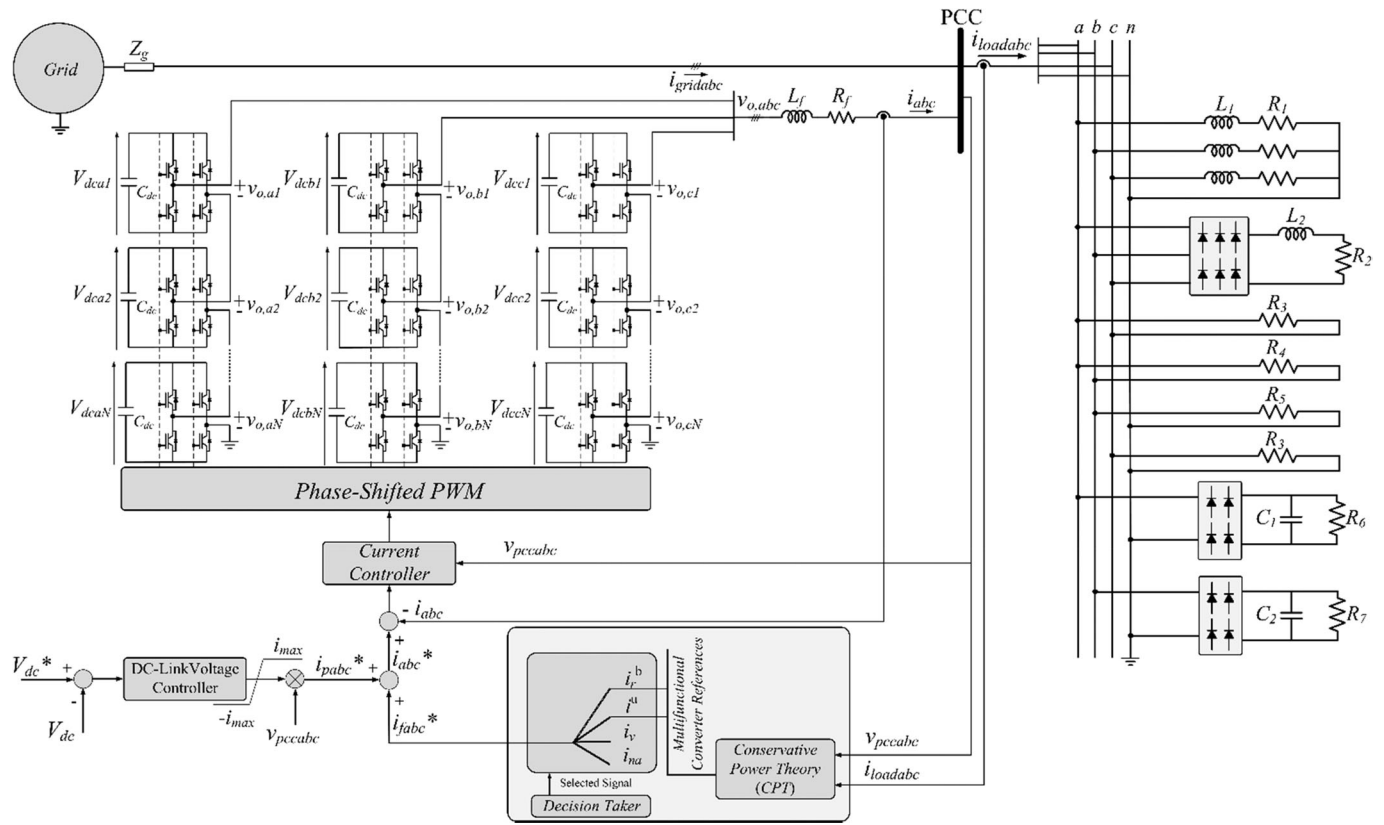 PCC
a b c n
Grid
Z_g
i_gridabc
i_loadabc
v_o,abc
L_f
R_f
i_abc
L_1
R_1
V_dca1
C_dc
+
-
v_o,a1
V_dcb1
C_dc
+
-
v_o,b1
V_dcc1
C_dc
+
-
v_o,c1
L_2
R_2
V_dca2
C_dc
+
-
v_o,a2
V_dcb2
C_dc
+
-
v_o,b2
V_dcc2
C_dc
+
-
v_o,c2
R_3
R_4
V_dcaN
C_dc
+
-
v_o,aN
V_dcbN
C_dc
+
-
v_o,bN
V_dccN
C_dc
+
-
v_o,cN
R_5
R_3
Phase-Shifted PWM
C_1
R_6
Current
Controller
v_pccabc
- i_abc
C_2
R_7
+
i_abc*
V_dc*
+
-
V_dc
DC-LinkVoltage
Controller
i_max
-i_max
v_pccabc
i_pabc*
+
+
i_fabc*
i_r^b
i^u
i_v
i_na
Multifunctional
Converter References
Selected Signal
Decision Taker
Conservative
Power Theory
(CPT)
v_pccabc
i_loadabc